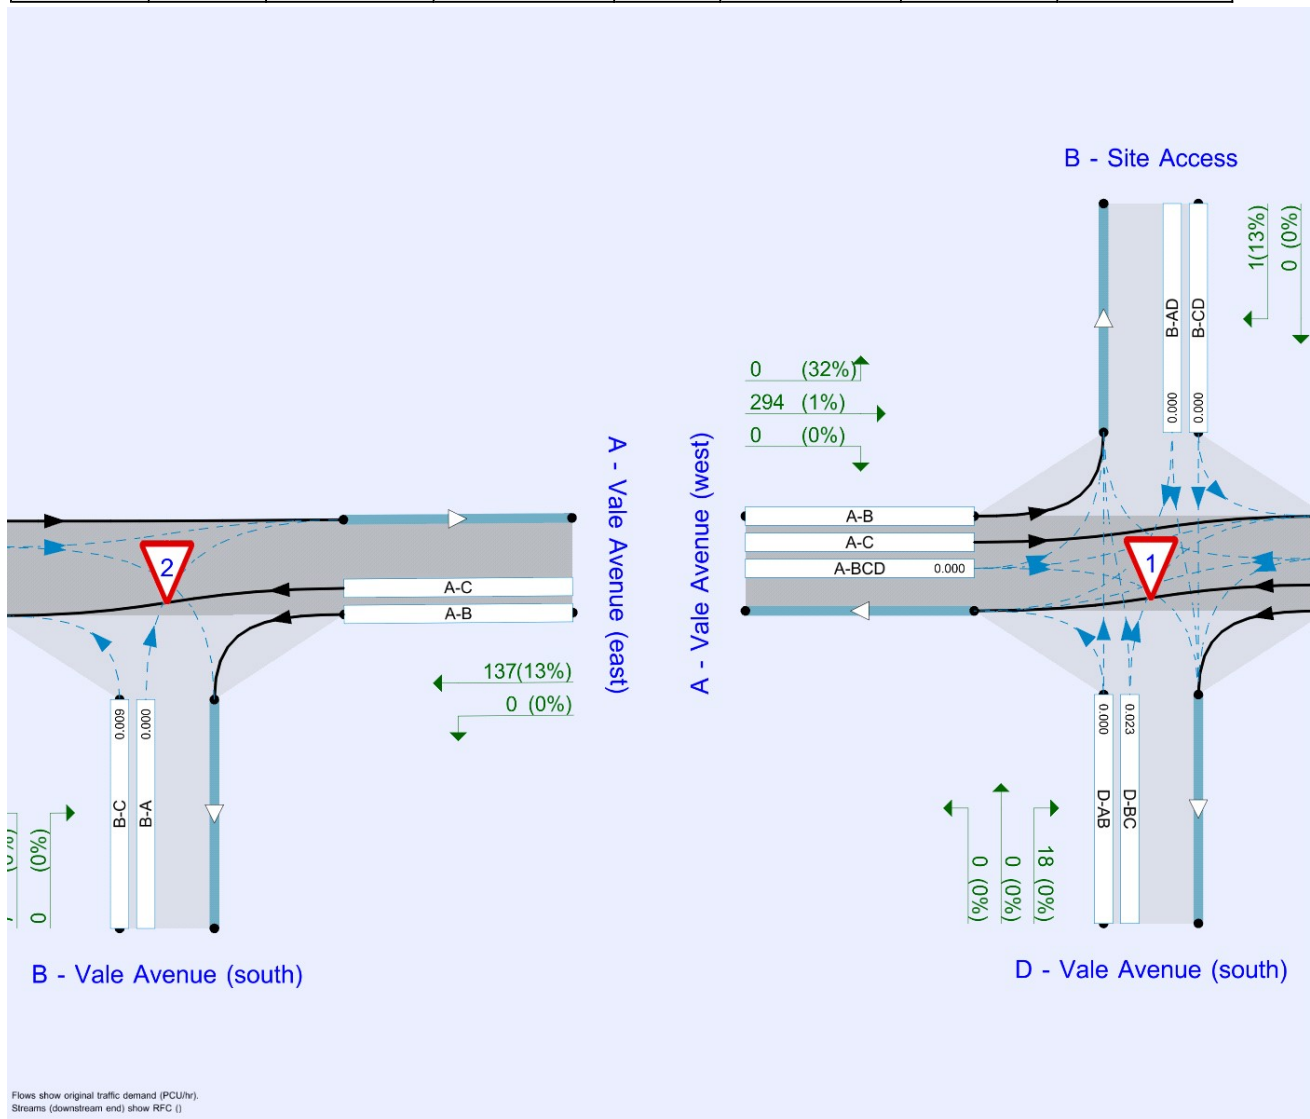 B - Site Access
1(13%)
0 (0%)
B-AD
B-CD
0.000
0.000
0 (32%)
294 (1%)
0 (0%)
A - Vale Avenue (east)
A - Vale Avenue (west)
A-B
A-C
A-BCD 0.000
2
1
A-C
A-B
137(13%)
0 (0%)
0.009
0.000
B-C
B-A
0 (0%)
0.000
0.023
D-AB
D-BC
0 (0%)
0 (0%)
18 (0%)
B - Vale Avenue (south)
D - Vale Avenue (south)
Flows show original traffic demand (PCU/hr).
Streams (downstream end) show RFC ()